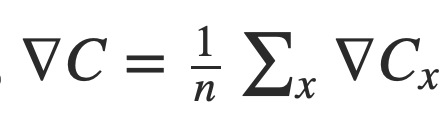 , ∇C = 1/n ∑ₓ ∇Cₓ